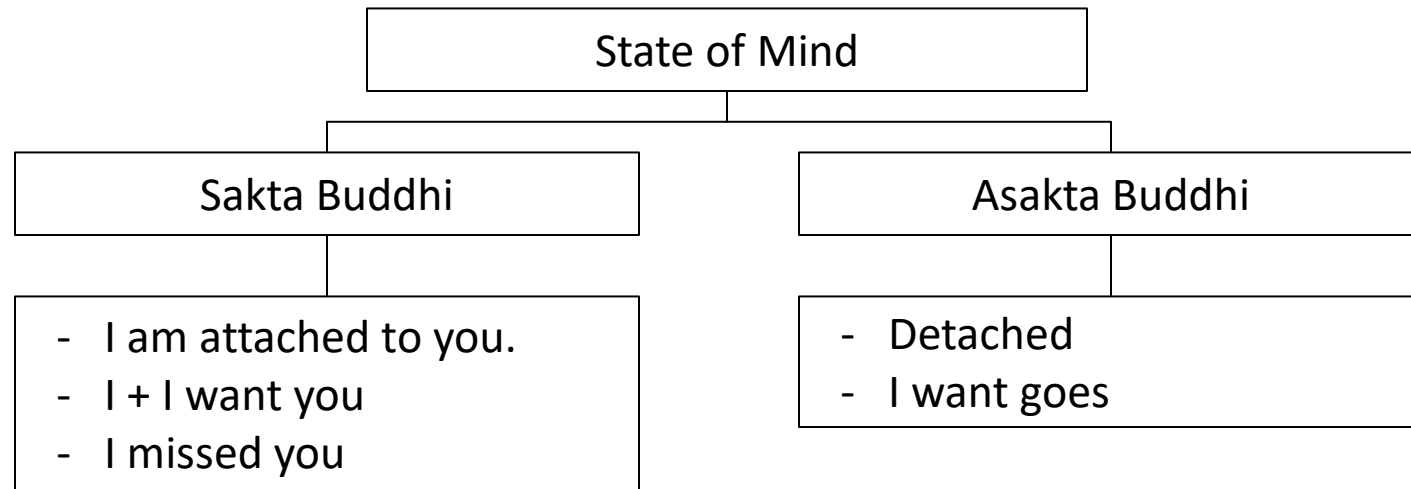 State of Mind
Sakta Buddhi
- I am attached to you.
- I + I want you
- I missed you
Asakta Buddhi
- Detached
- I want goes